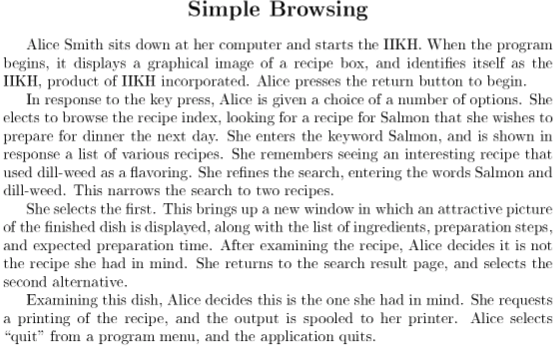 Simple Browsing
Alice Smith sits down at her computer and starts the IIKH. When the program
begins, it displays a graphical image of a recipe box, and identifies itself as the
IIKH, product of IIKH incorporated. Alice presses the return button to begin.
In response to the key press, Alice is given a choice of a number of options. She
elects to browse the recipe index, looking for a recipe for Salmon that she wishes to
prepare for dinner the next day. She enters the keyword Salmon, and is shown in
response a list of various recipes. She remembers seeing an interesting recipe that
used dill-weed as a flavoring. She refines the search, entering the words Salmon and
dill-weed. This narrows the search to two recipes.
She selects the first. This brings up a new window in which an attractive picture
of the finished dish is displayed, along with the list of ingredients, preparation steps,
and expected preparation time. After examining the recipe, Alice decides it is not
the recipe she had in mind. She returns to the search result page, and selects the
second alternative.
Examining this dish, Alice decides this is the one she had in mind. She requests
a printing of the recipe, and the output is spooled to her printer. Alice selects
“quit” from a program menu, and the application quits.